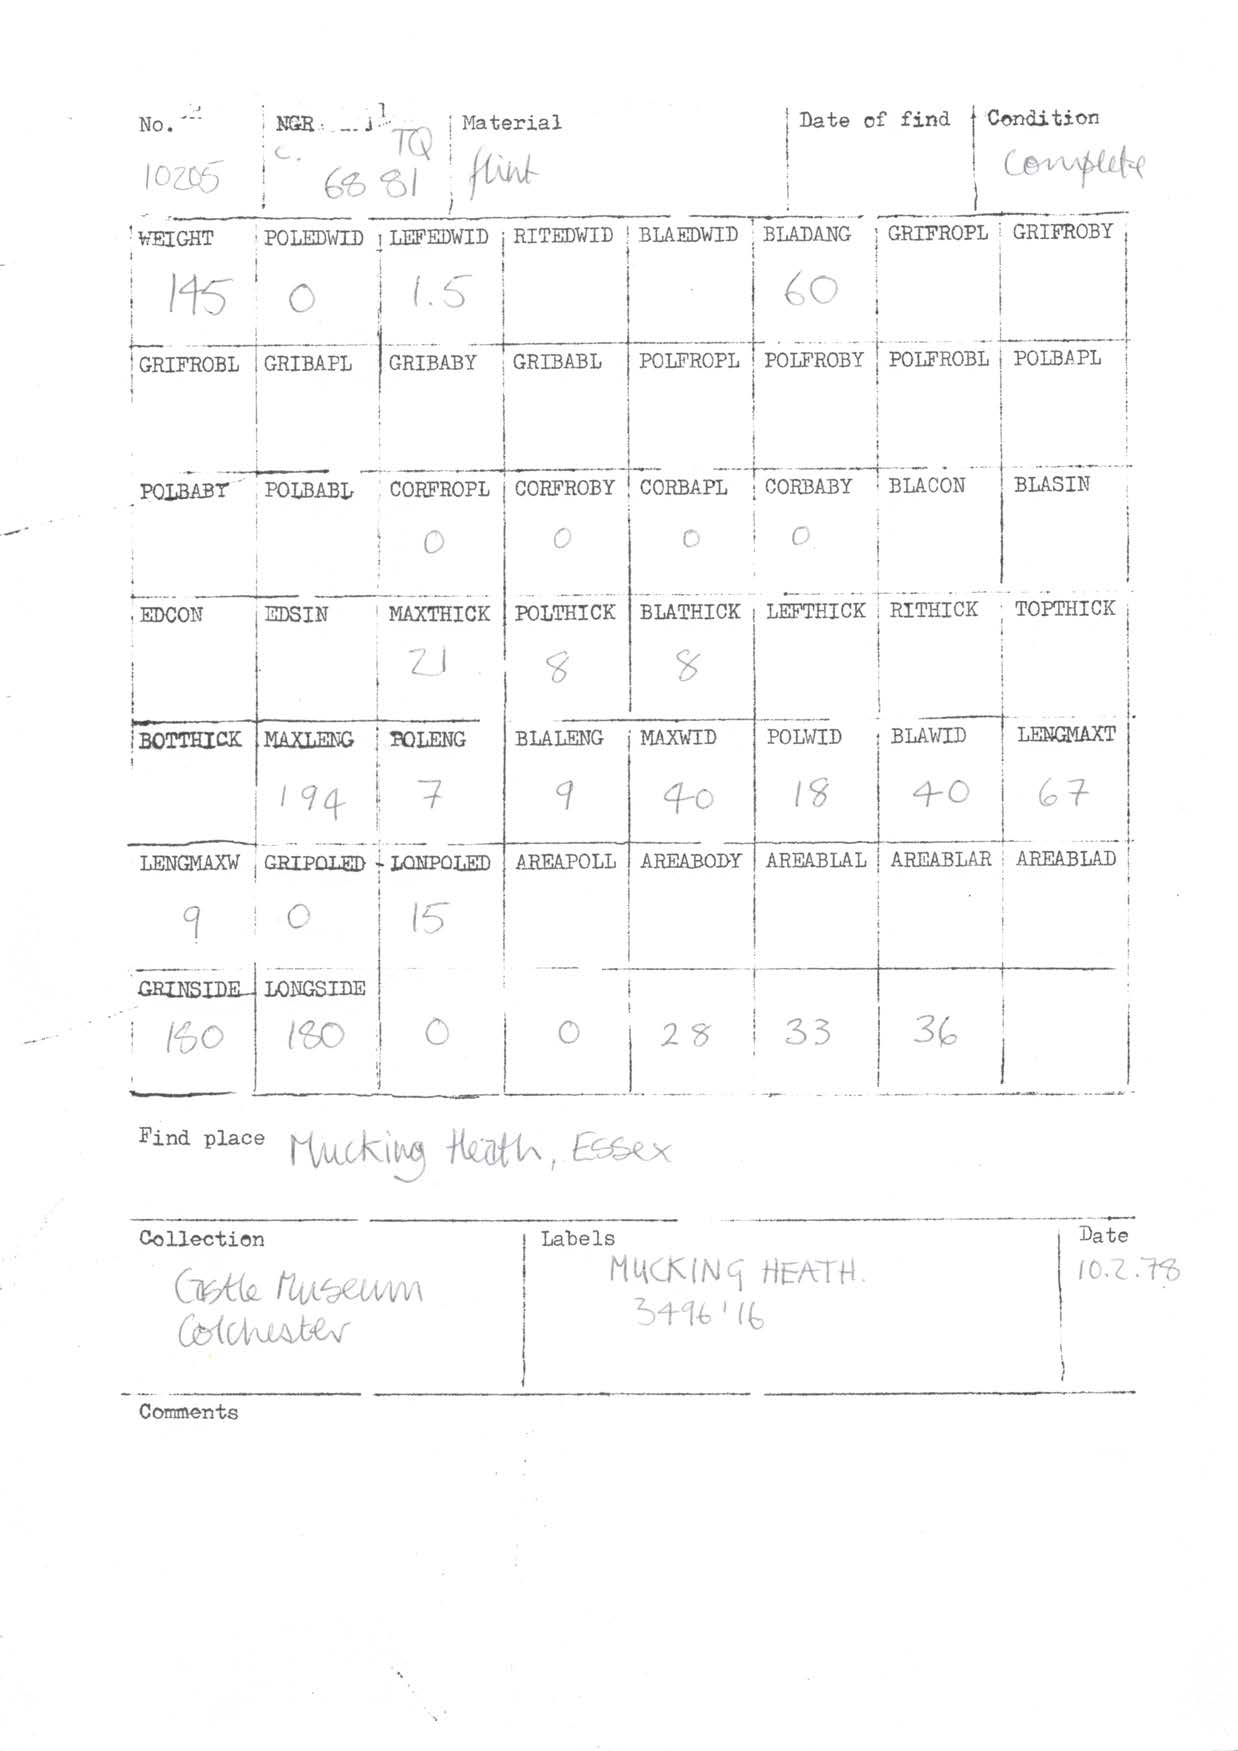 No. NGR Material Date of find Condition
10205 c. TQ 68 81 flint complete
WEIGHT POLEDWID LEFEDWID RITEDWID BLAEDWID BLADANG GRIFROPL GRIFROBY
145 0 1.5 60
GRIFROBL GRIBAPL GRIBABY GRIBABL POLFROPL POLFROBY POLFROBL POLBAPL
POLBABY POLBABL CORFROPL CORFROBY CORBAPL CORBABY BLACON BLASIN
0 0 0 0
EDCON EDSIN MAXTHICK POLTHICK BLATHICK LEFTHICK RITHICK TOPTHICK
21 8 8
BOTTHICK MAXLENG POLENG BLALENG MAXWID POLWID BLAWID LENGMAXT
194 7 9 40 18 40 67
LENGMAXW GRIPOLED LONPOLED AREAPOLL AREABODY AREABLAL AREABLAR AREABLAD
9 0 15
GRINSIDE LONGSIDE
180 180 0 0 28 33 36
Find place Mucking Heath, Essex
Collection Labels Date
Castle Museum MUCKING HEATH. 10.2.78
Colchester 3496'16
Comments